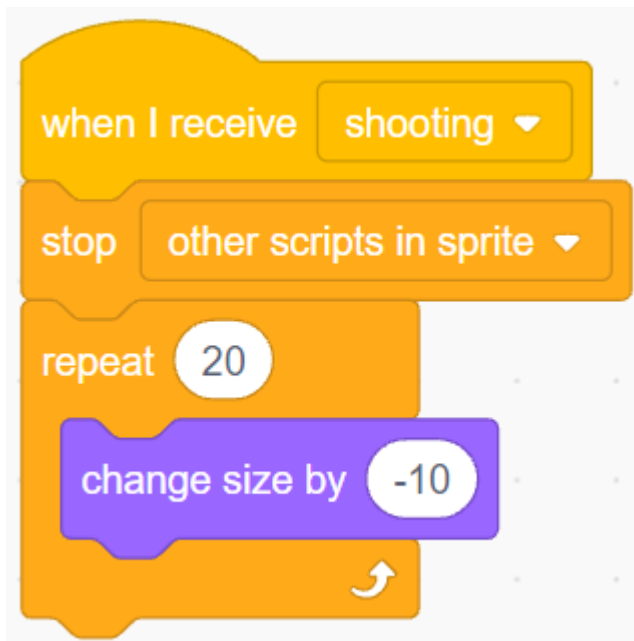 when I receive shooting
stop other scripts in sprite
repeat 20
change size by -10